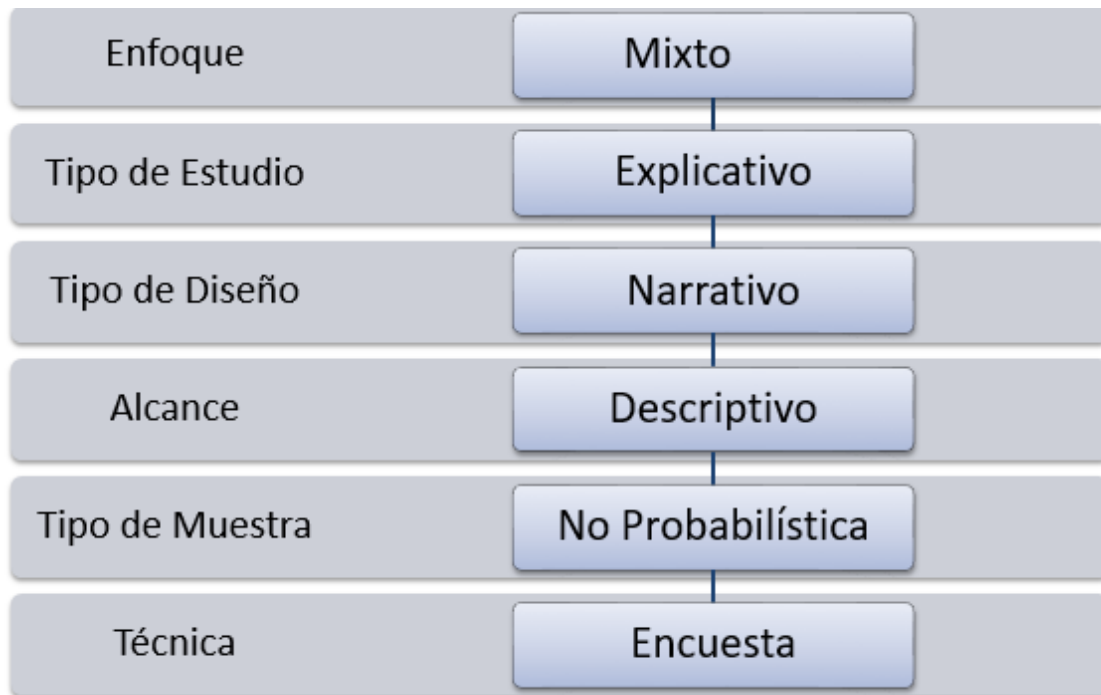 Enfoque
Mixto
Tipo de Estudio
Explicativo
Tipo de Diseño
Narrativo
Alcance
Descriptivo
Tipo de Muestra
No Probabilística
Técnica
Encuesta